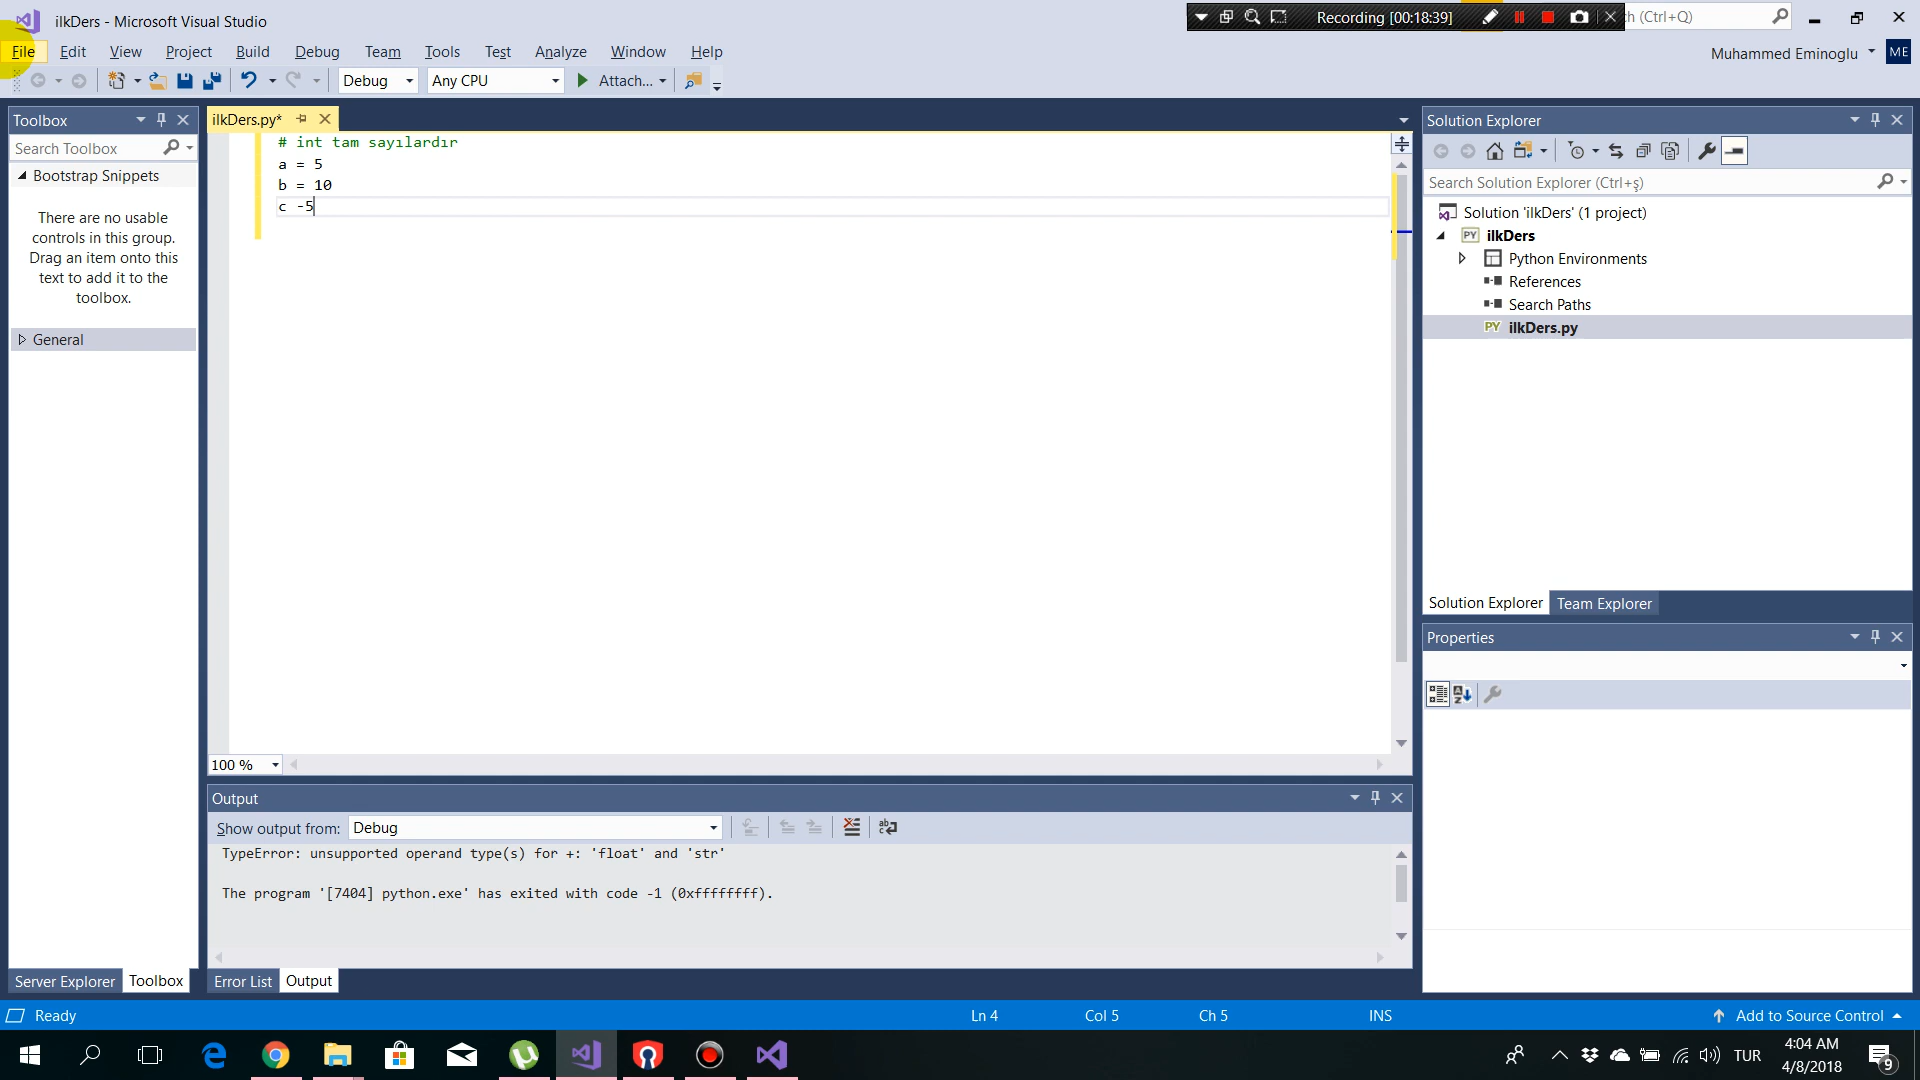 ilkDers - Microsoft Visual Studio
Recording [00:18:39]
ch (Ctrl+Q)
File Edit View Project Build Debug Team Tools Test Analyze Window Help
Muhammed Eminoglu ME
Debug Any CPU Attach...
Toolbox
Search Toolbox
Bootstrap Snippets
There are no usable
controls in this group.
Drag an item onto this
text to add it to the
toolbox.
General
Server Explorer Toolbox
ilkDers.py*
# int tam sayılardır
a = 5
b = 10
c -5
100 %
Output
Show output from: Debug
TypeError: unsupported operand type(s) for +: 'float' and 'str'
The program '[7404] python.exe' has exited with code -1 (0xffffffff).
Error List Output
Solution Explorer
Search Solution Explorer (Ctrl+ş)
Solution 'ilkDers' (1 project)
PY ilkDers
Python Environments
References
Search Paths
PY ilkDers.py
Solution Explorer Team Explorer
Properties
Ready Ln 4 Col 5 Ch 5 INS Add to Source Control
TUR
4:04 AM
4/8/2018
9